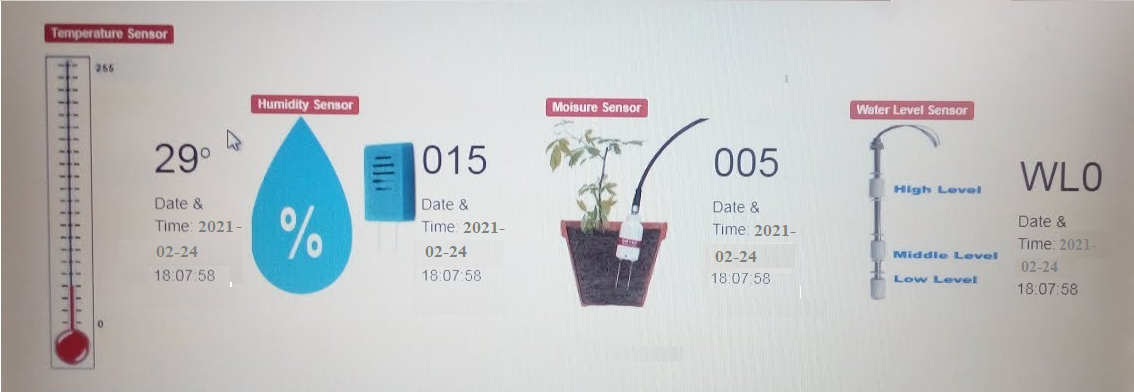 Temperature Sensor
255
0
29°
Date &
Time: 2021-
02-24
18:07:58
Humidity Sensor
%
015
Date &
Time: 2021-
02-24
18:07:58
Moisure Sensor
005
Date &
Time: 2021-
02-24
18:07:58
Water Level Sensor
High Level
Middle Level
Low Level
WL0
Date &
Time: 2021-
02-24
18:07:58